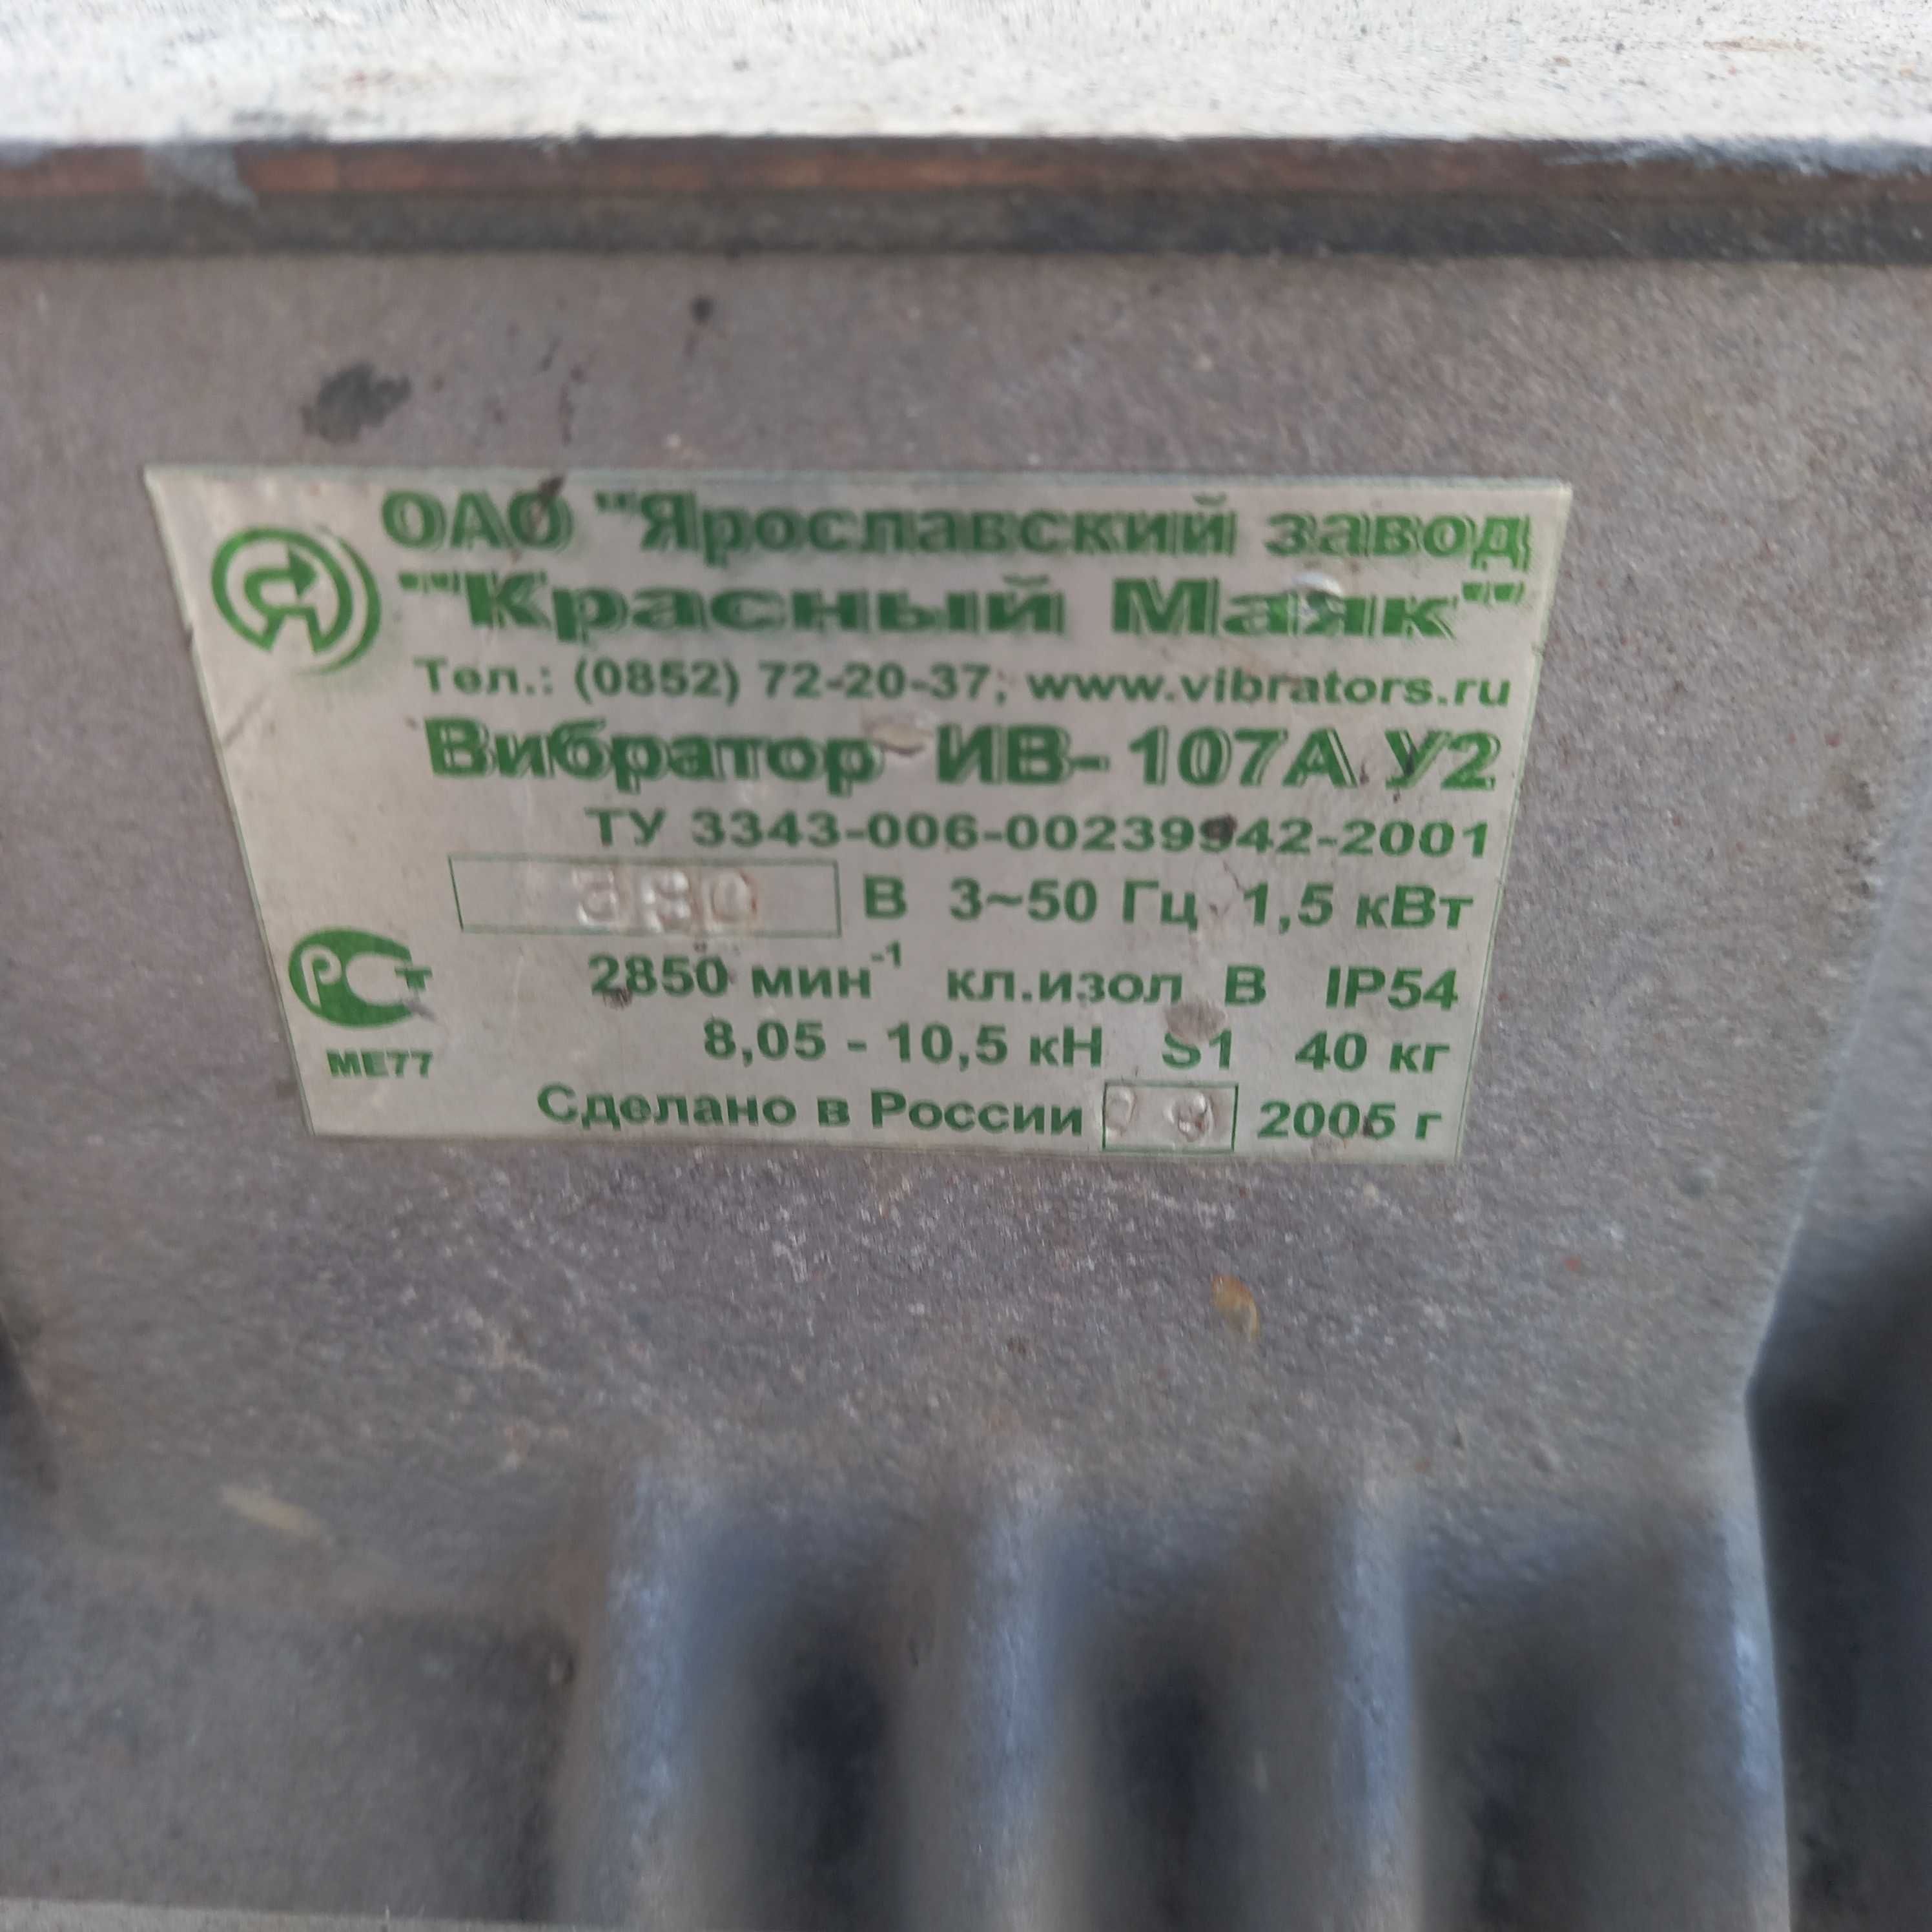 ОАО "Ярославский завод
""Красный Маяк""
Тел.: (0852) 72-20-37; www.vibrators.ru
Вибратор ИВ-107А У2
ТУ 3343-006-00239942-2001
380 В 3~50 Гц 1,5 кВт
РСТ
2850 мин⁻¹ кл.изол В IP54
8,05 - 10,5 кН S1 40 кг
МЕ77
Сделано в России 2005 г